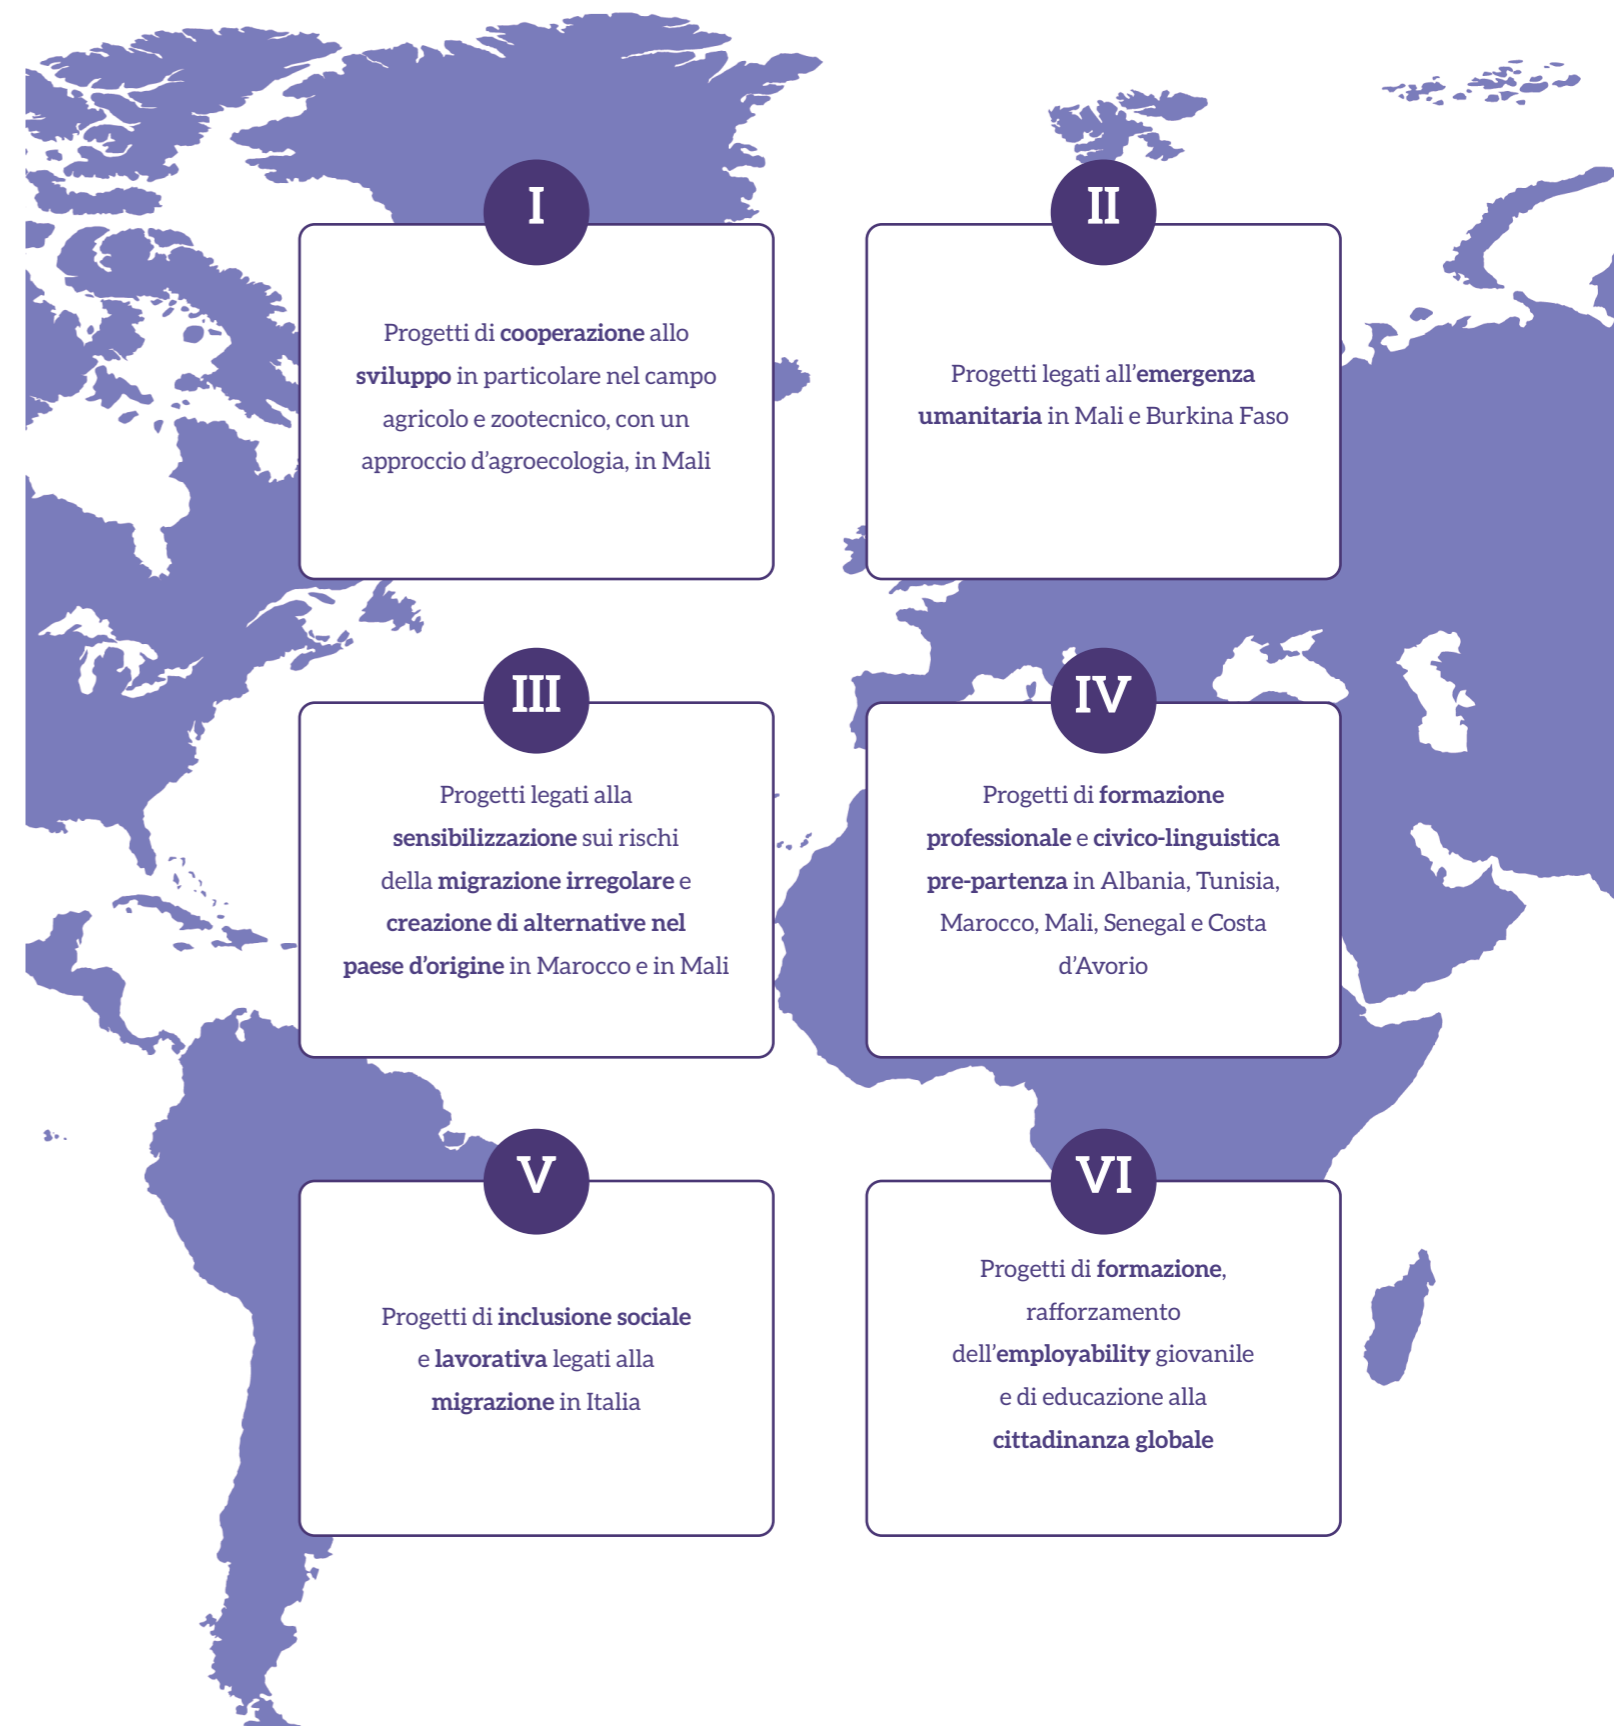 I
Progetti di cooperazione allo
sviluppo in particolare nel campo
agricolo e zootecnico, con un
approccio d'agroecologia, in Mali
II
Progetti legati all'emergenza
umanitaria in Mali e Burkina Faso
III
Progetti legati alla
sensibilizzazione sui rischi
della migrazione irregolare e
creazione di alternative nel
paese d'origine in Marocco e in Mali
IV
Progetti di formazione
professionale e civico-linguistica
pre-partenza in Albania, Tunisia,
Marocco, Mali, Senegal e Costa
d'Avorio
V
Progetti di inclusione sociale
e lavorativa legati alla
migrazione in Italia
VI
Progetti di formazione,
rafforzamento
dell'employability giovanile
e di educazione alla
cittadinanza globale